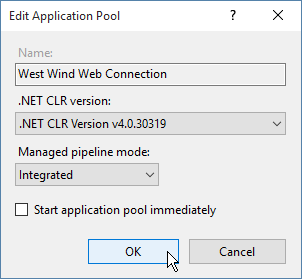 Edit Application Pool
?
Name:
West Wind Web Connection
.NET CLR version:
.NET CLR Version v4.0.30319
Managed pipeline mode:
Integrated
Start application pool immediately
OK Cancel